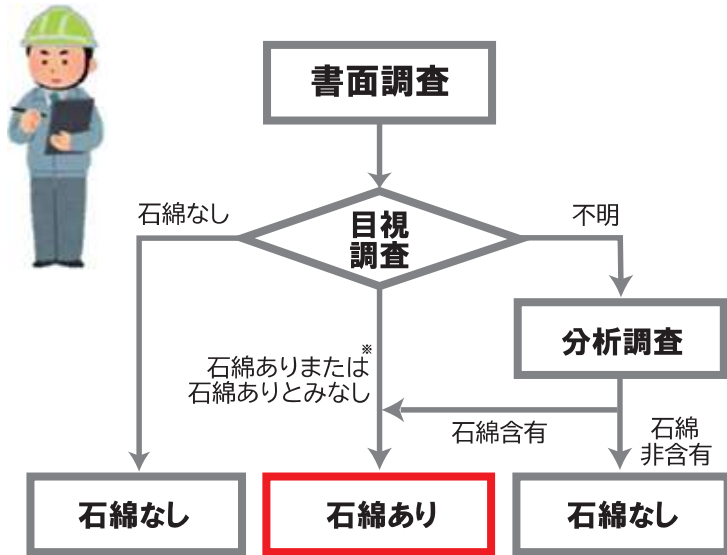 書面調査
石綿なし
目視
調査
不明
分析調査
※
石綿ありまたは
石綿ありとみなし
石綿含有
石綿
非含有
石綿なし
石綿あり
石綿なし